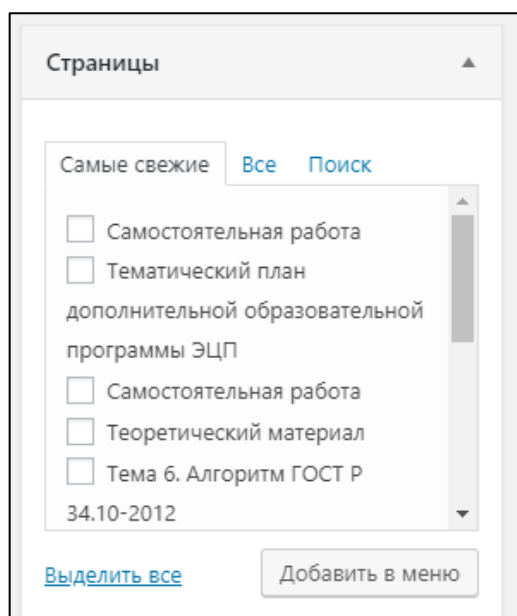 Страницы
Самые свежие Все Поиск
Самостоятельная работа
Тематический план
дополнительной образовательной
программы ЭЦП
Самостоятельная работа
Теоретический материал
Тема 6. Алгоритм ГОСТ Р
34.10-2012
Выделить все Добавить в меню